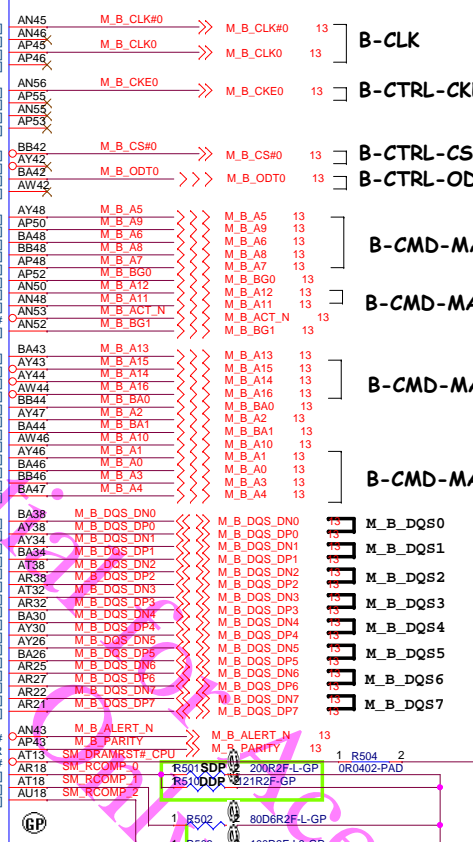 AN45 M_B_CLK#0 M_B_CLK#0 13
AN46
B-CLK
AP45 M_B_CLK0 M_B_CLK0 13
AP46
AN56 M_B_CKE0 M_B_CKE0 13 B-CTRL-CK
AP55
AN55
AP53
BB42 M_B_CS#0 M_B_CS#0 13 B-CTRL-CS
AY42
BA42 M_B_ODT0 M_B_ODT0 13 B-CTRL-OD
AW42
AY48 M_B_A5 M_B_A5 13
AP50 M_B_A9 M_B_A9 13
BA48 M_B_A6 M_B_A6 13
B-CMD-MA
BB48 M_B_A8 M_B_A8 13
AP48 M_B_A7 M_B_A7 13
AP52 M_B_BG0 M_B_BG0 13
AN50 M_B_A12 M_B_A12 13
B-CMD-MA
AN48 M_B_A11 M_B_A11 13
AN53 M_B_ACT_N M_B_ACT_N 13
AN52 M_B_BG1 M_B_BG1 13
BA43 M_B_A13 M_B_A13 13
AY43 M_B_A15 M_B_A15 13
AY44 M_B_A14 M_B_A14 13
B-CMD-MA
AW44 M_B_A16 M_B_A16 13
BB44 M_B_BA0 M_B_BA0 13
AY47 M_B_A2 M_B_A2 13
BA44 M_B_BA1 M_B_BA1 13
AW46 M_B_A10 M_B_A10 13
AY46 M_B_A1 M_B_A1 13
BA46 M_B_A0 M_B_A0 13
B-CMD-MA
BB46 M_B_A3 M_B_A3 13
BA47 M_B_A4 M_B_A4 13
BA38 M_B_DQS_DN0 M_B_DQS_DN0 13 M_B_DQS0
AY38 M_B_DQS_DP0 M_B_DQS_DP0 13
AY34 M_B_DQS_DN1 M_B_DQS_DN1 13 M_B_DQS1
BA34 M_B_DQS_DP1 M_B_DQS_DP1 13
AT38 M_B_DQS_DN2 M_B_DQS_DN2 13 M_B_DQS2
AR38 M_B_DQS_DP2 M_B_DQS_DP2 13
AT32 M_B_DQS_DN3 M_B_DQS_DN3 13 M_B_DQS3
AR32 M_B_DQS_DP3 M_B_DQS_DP3 13
BA30 M_B_DQS_DN4 M_B_DQS_DN4 13 M_B_DQS4
AY30 M_B_DQS_DP4 M_B_DQS_DP4 13
AY26 M_B_DQS_DN5 M_B_DQS_DN5 13 M_B_DQS5
BA26 M_B_DQS_DP5 M_B_DQS_DP5 13
AR25 M_B_DQS_DN6 M_B_DQS_DN6 13 M_B_DQS6
AR27 M_B_DQS_DP6 M_B_DQS_DP6 13
AR22 M_B_DQS_DN7 M_B_DQS_DN7 13 M_B_DQS7
AR21 M_B_DQS_DP7 M_B_DQS_DP7 13
AN43 M_B_ALERT_N M_B_ALERT_N 13
AP43 M_B_PARITY M_B_PARITY 13
AT13 SM_DRAMRST#_CPU 1 R504 2
0R0402-PAD
AR18 SM_RCOMP_0 R501 SDP 2 200R2F-L-GP
AT18 SM_RCOMP_1 R510 DDP 121R2F-GP
AU18 SM_RCOMP_2
GP
1 R502 2 80D6R2F-L-GP